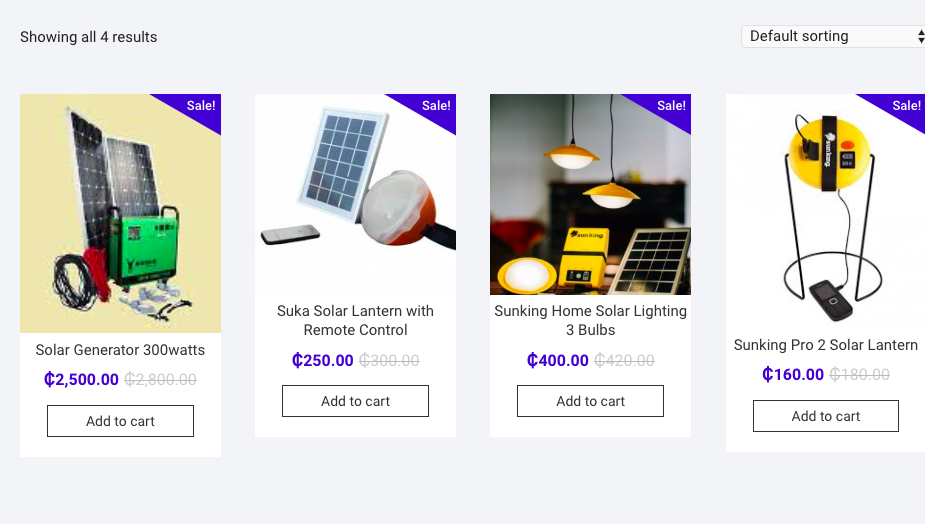 Showing all 4 results
Default sorting
Sale!
Sale!
Sale!
Sale!
sunking
sunking
Solar Generator 300watts
₵2,500.00 ₵2,800.00
Add to cart
Suka Solar Lantern with
Remote Control
₵250.00 ₵300.00
Add to cart
Sunking Home Solar Lighting
3 Bulbs
₵400.00 ₵420.00
Add to cart
Sunking Pro 2 Solar Lantern
₵160.00 ₵180.00
Add to cart